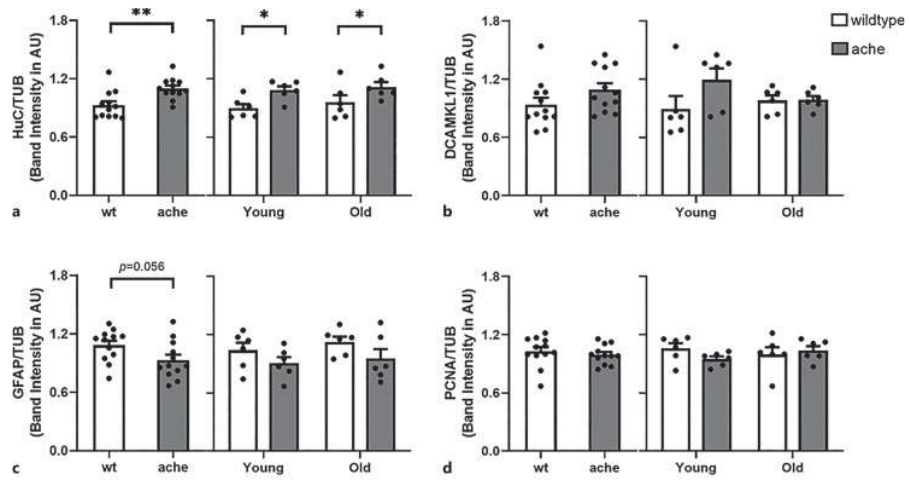 ** * *
1.8
1.2
0.6
0.0
HuC/TUB
(Band Intensity in AU)
wt ache Young Old
a
1.8
1.2
0.6
0.0
DCAMKL1/TUB
(Band Intensity in AU)
wt ache Young Old
b
wildtype
ache
p=0.056
1.8
1.2
0.6
0.0
GFAP/TUB
(Band Intensity in AU)
wt ache Young Old
c
1.8
1.2
0.6
0.0
PCNA/TUB
(Band Intensity in AU)
wt ache Young Old
d